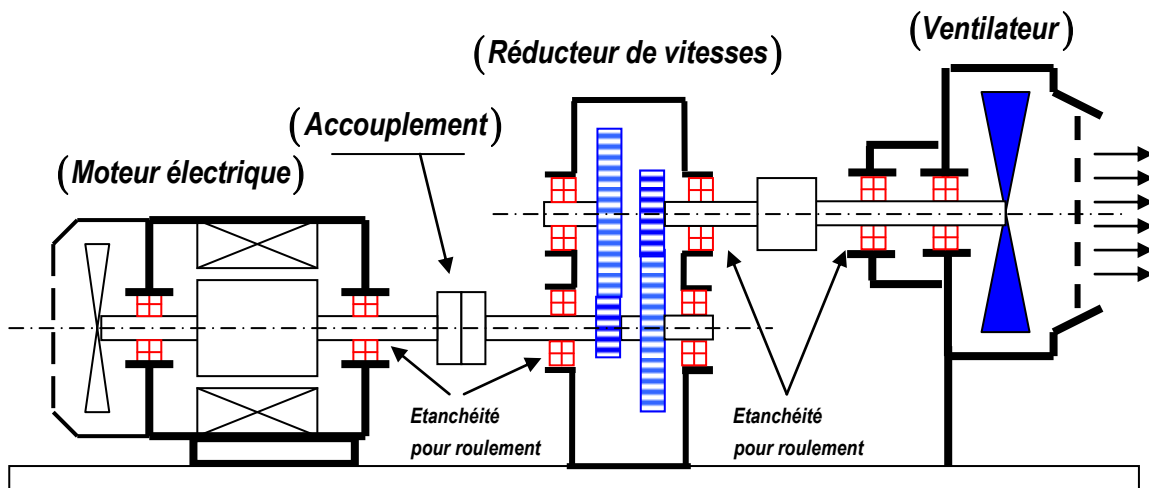 (Ventilateur)
(Réducteur de vitesses)
(Accouplement)
(Moteur électrique)
Etanchéité
pour roulement
Etanchéité
pour roulement